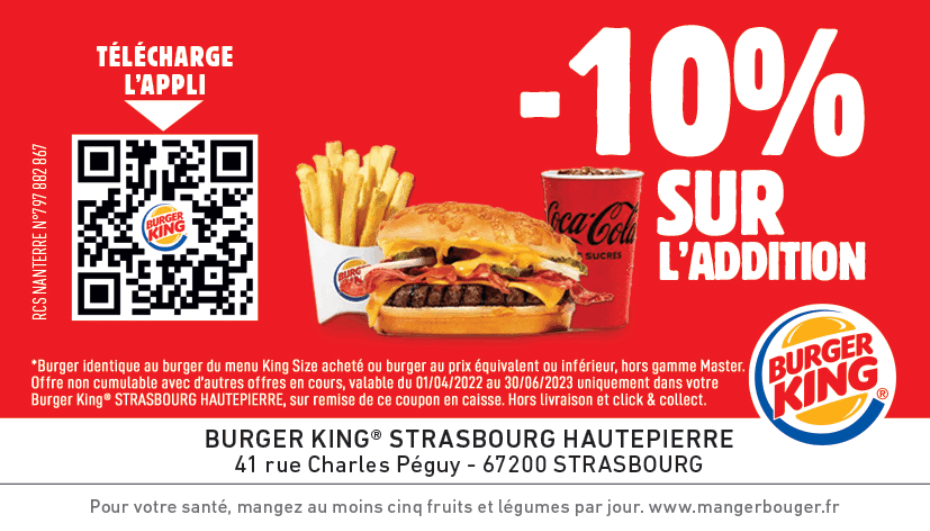 TÉLÉCHARGE
L'APPLI
RCS NANTERRE N°797 882 867
BURGER
KING
-10%
SUR
L'ADDITION
BURG
Coca-Cola
SUCRES
*Burger identique au burger du menu King Size acheté ou burger au prix équivalent ou inférieur, hors gamme Master.
Offre non cumulable avec d'autres offres en cours, valable du 01/04/2022 au 30/06/2023 uniquement dans votre
Burger King® STRASBOURG HAUTEPIERRE, sur remise de ce coupon en caisse. Hors livraison et click & collect.
BURGER
KING®
BURGER KING® STRASBOURG HAUTEPIERRE
41 rue Charles Péguy - 67200 STRASBOURG
Pour votre santé, mangez au moins cinq fruits et légumes par jour. www.mangerbouger.fr